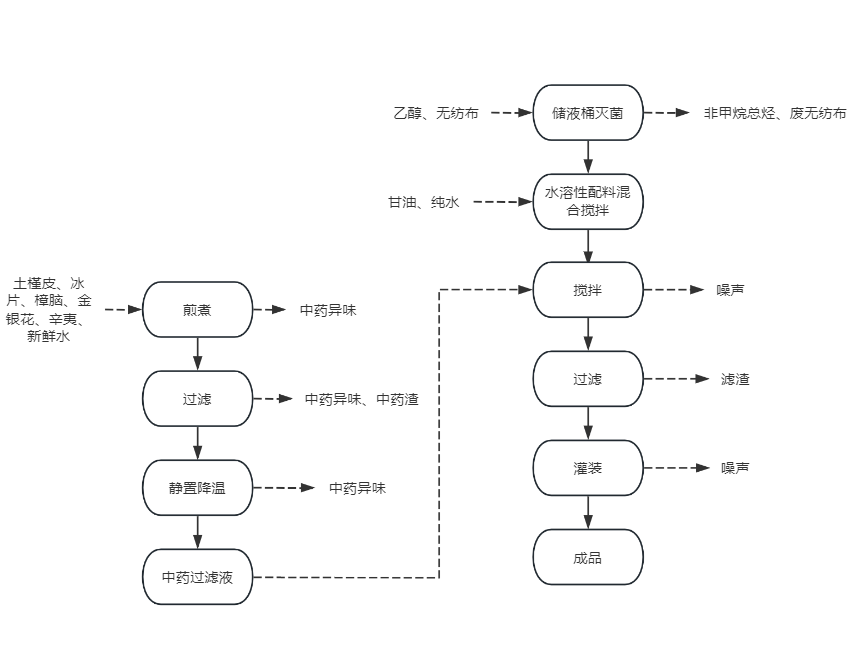 乙醇、无纺布
储液桶灭菌
非甲烷总烃、废无纺布
甘油、纯水
水溶性配料混
合搅拌
土槿皮、冰
片、樟脑、金
银花、辛夷、
新鲜水
煎煮
中药异味
搅拌
噪声
过滤
中药异味、中药渣
过滤
滤渣
静置降温
中药异味
灌装
噪声
中药过滤液
成品